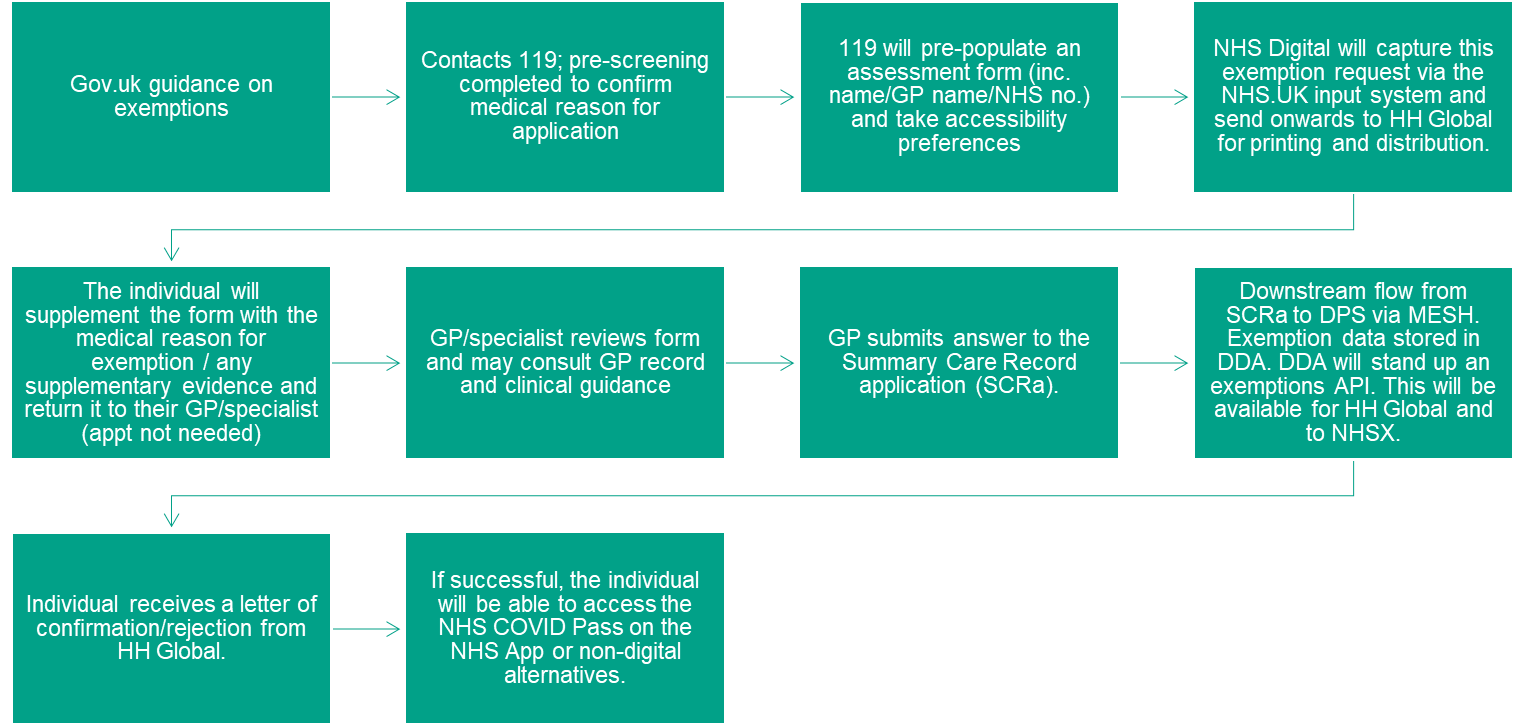 Gov.uk guidance on
exemptions
Contacts 119; pre-screening
completed to confirm
medical reason for
application
119 will pre-populate an
assessment form (inc.
name/GP name/NHS no.)
and take accessibility
preferences
NHS Digital will capture this
exemption request via the
NHS.UK input system and
send onwards to HH Global
for printing and distribution.
The individual will
supplement the form with the
medical reason for
exemption / any
supplementary evidence and
return it to their GP/specialist
(appt not needed)
GP/specialist reviews form
and may consult GP record
and clinical guidance
GP submits answer to the
Summary Care Record
application (SCRa).
Downstream flow from
SCRa to DPS via MESH.
Exemption data stored in
DDA. DDA will stand up an
exemptions API. This will be
available for HH Global and
to NHSX.
Individual receives a letter of
confirmation/rejection from
HH Global.
If successful, the individual
will be able to access the
NHS COVID Pass on the
NHS App or non-digital
alternatives.